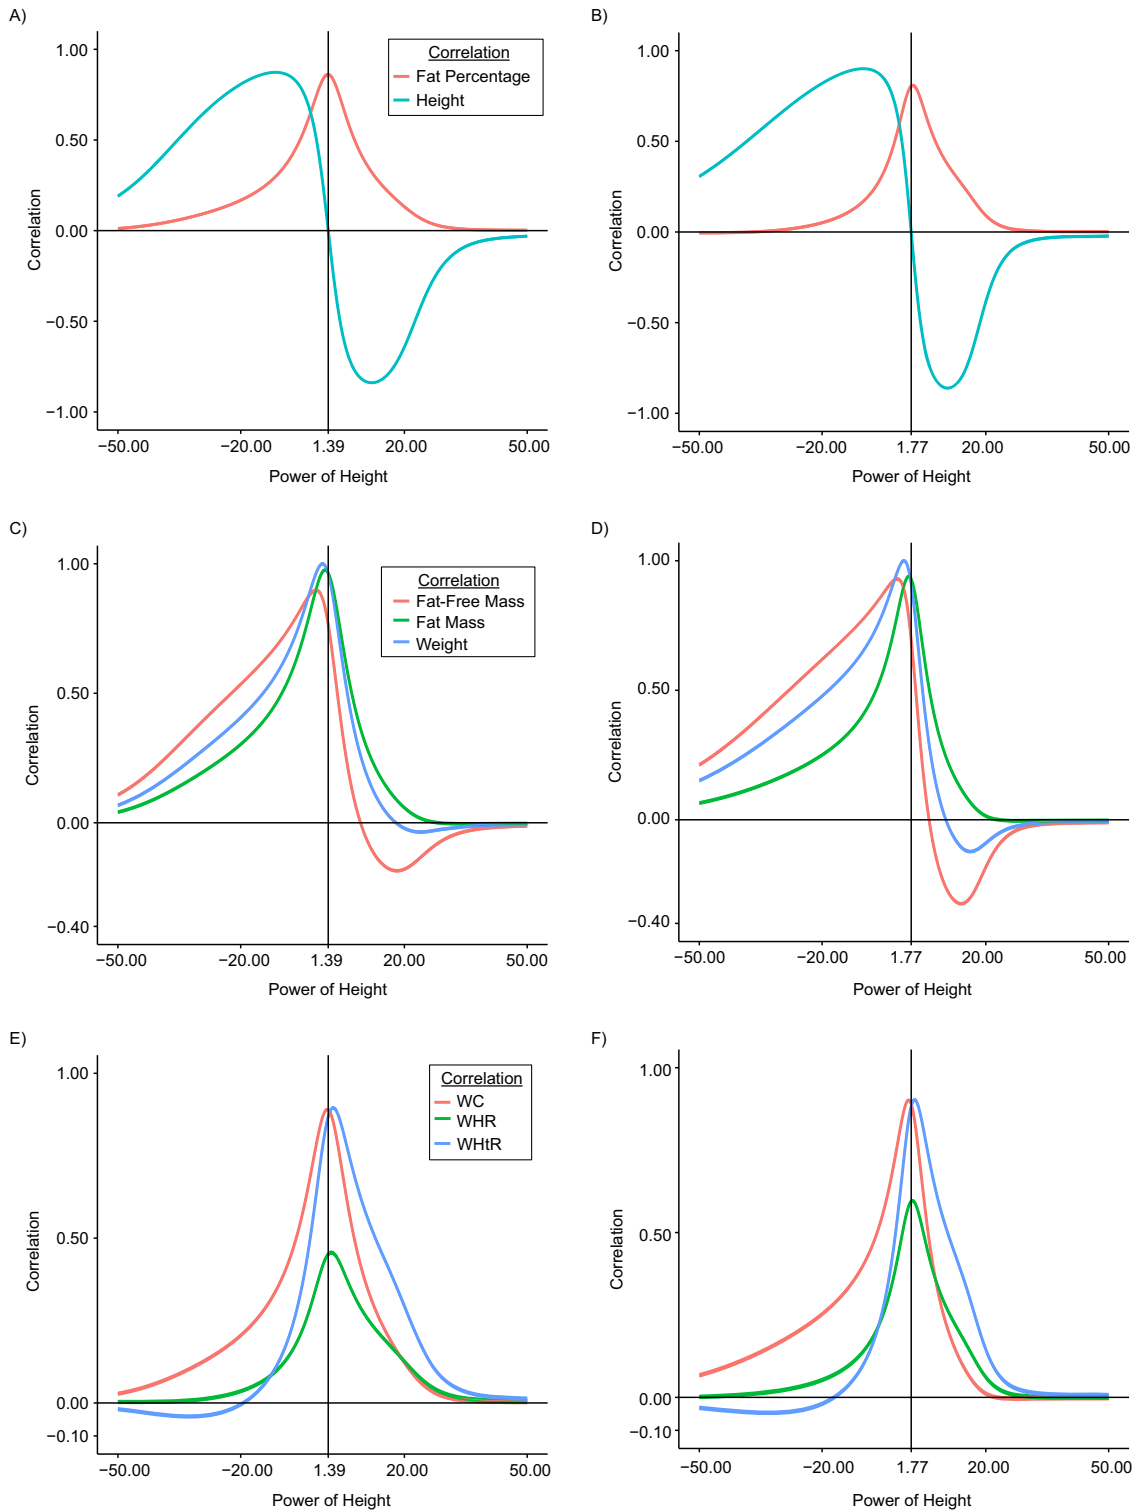 A)
1.00
0.50
0.00
−0.50
−1.00
Correlation
−50.00
−20.00
1.39
20.00
50.00
Power of Height
Correlation
Fat Percentage
Height
B)
1.00
0.50
0.00
−0.50
−1.00
Correlation
−50.00
−20.00
1.77
20.00
50.00
Power of Height
C)
1.00
0.50
0.00
−0.40
Correlation
−50.00
−20.00
1.39
20.00
50.00
Power of Height
Correlation
Fat-Free Mass
Fat Mass
Weight
D)
1.00
0.50
0.00
−0.40
Correlation
−50.00
−20.00
1.77
20.00
50.00
Power of Height
E)
1.00
0.50
0.00
−0.10
Correlation
−50.00
−20.00
1.39
20.00
50.00
Power of Height
Correlation
WC
WHR
WHtR
F)
1.00
0.50
0.00
−0.10
Correlation
−50.00
−20.00
1.77
20.00
50.00
Power of Height